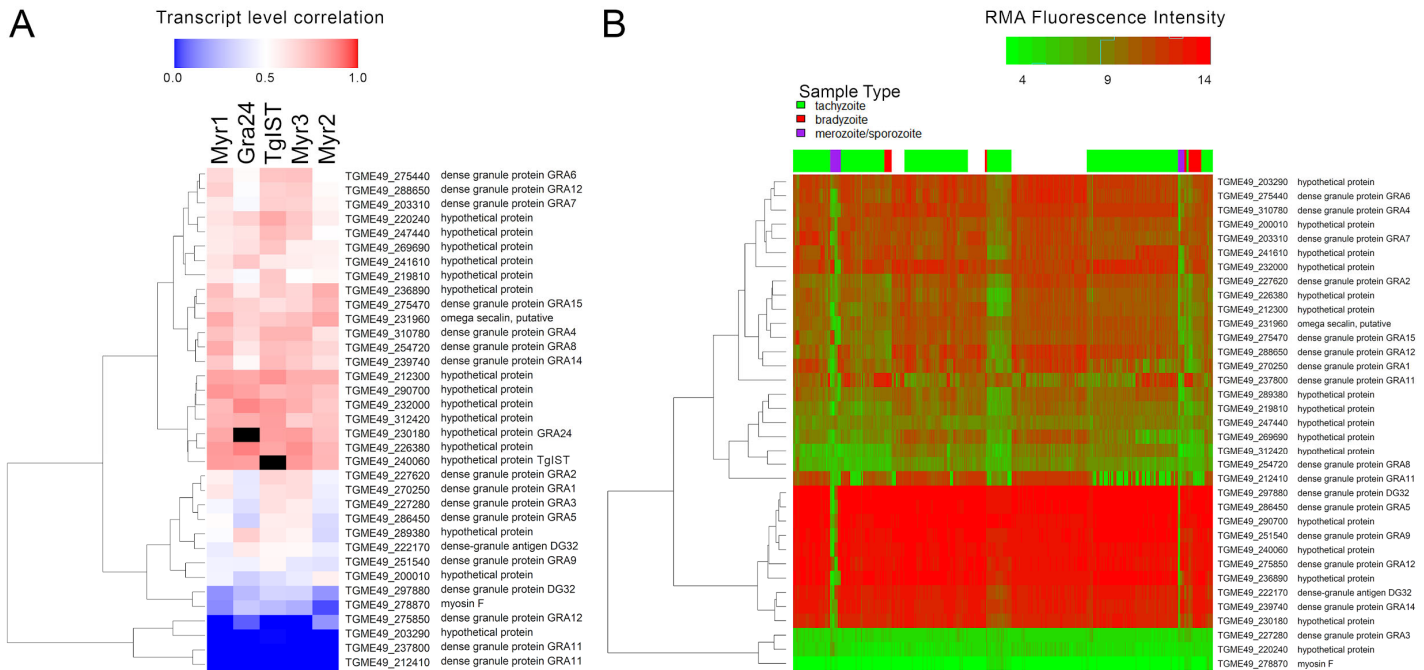 A
Transcript level correlation
0.0 0.5 1.0
Myr1 Gra24 TgIST Myr3 Myr2
TGME49_275440 dense granule protein GRA6
TGME49_288650 dense granule protein GRA12
TGME49_203310 dense granule protein GRA7
TGME49_220240 hypothetical protein
TGME49_247440 hypothetical protein
TGME49_269690 hypothetical protein
TGME49_241610 hypothetical protein
TGME49_219810 hypothetical protein
TGME49_236890 hypothetical protein
TGME49_275470 dense granule protein GRA15
TGME49_231960 omega secalin, putative
TGME49_310780 dense granule protein GRA4
TGME49_254720 dense granule protein GRA8
TGME49_239740 dense granule protein GRA14
TGME49_212300 hypothetical protein
TGME49_290700 hypothetical protein
TGME49_232000 hypothetical protein
TGME49_312420 hypothetical protein
TGME49_230180 hypothetical protein GRA24
TGME49_226380 hypothetical protein
TGME49_240060 hypothetical protein TgIST
TGME49_227620 dense granule protein GRA2
TGME49_270250 dense granule protein GRA1
TGME49_227280 dense granule protein GRA3
TGME49_286450 dense granule protein GRA5
TGME49_289380 hypothetical protein
TGME49_222170 dense-granule antigen DG32
TGME49_251540 dense granule protein GRA9
TGME49_200010 hypothetical protein
TGME49_297880 dense granule protein DG32
TGME49_278870 myosin F
TGME49_275850 dense granule protein GRA12
TGME49_203290 hypothetical protein
TGME49_237800 dense granule protein GRA11
TGME49_212410 dense granule protein GRA11
B
RMA Fluorescence Intensity
4 9 14
Sample Type
tachyzoite
bradyzoite
merozoite/sporozoite
TGME49_203290 hypothetical protein
TGME49_275440 dense granule protein GRA6
TGME49_310780 dense granule protein GRA4
TGME49_200010 hypothetical protein
TGME49_203310 dense granule protein GRA7
TGME49_241610 hypothetical protein
TGME49_232000 hypothetical protein
TGME49_227620 dense granule protein GRA2
TGME49_226380 hypothetical protein
TGME49_212300 hypothetical protein
TGME49_231960 omega secalin, putative
TGME49_275470 dense granule protein GRA15
TGME49_288650 dense granule protein GRA12
TGME49_270250 dense granule protein GRA1
TGME49_237800 dense granule protein GRA11
TGME49_289380 hypothetical protein
TGME49_219810 hypothetical protein
TGME49_247440 hypothetical protein
TGME49_269690 hypothetical protein
TGME49_312420 hypothetical protein
TGME49_254720 dense granule protein GRA8
TGME49_212410 dense granule protein GRA11
TGME49_297880 dense granule protein DG32
TGME49_286450 dense granule protein GRA5
TGME49_290700 hypothetical protein
TGME49_251540 dense granule protein GRA9
TGME49_240060 hypothetical protein
TGME49_275850 dense granule protein GRA12
TGME49_236890 hypothetical protein
TGME49_222170 dense-granule antigen DG32
TGME49_239740 dense granule protein GRA14
TGME49_230180 hypothetical protein
TGME49_227280 dense granule protein GRA3
TGME49_220240 hypothetical protein
TGME49_278870 myosin F